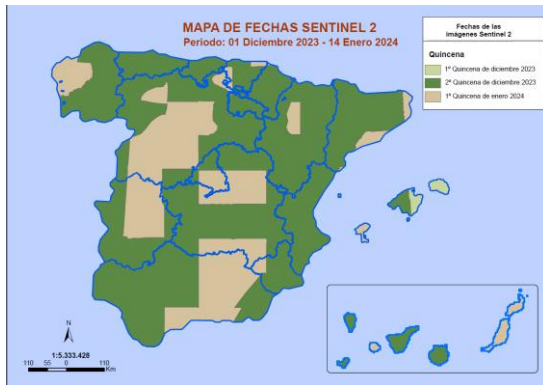 MAPA DE FECHAS SENTINEL 2
Periodo: 01 Diciembre 2023 - 14 Enero 2024
Fechas de las
imágenes Sentinel 2
Quincena
1ª Quincena de diciembre 2023
2ª Quincena de diciembre 2023
1ª Quincena de enero 2024
N
1:5.333.428
110 55 0 110
Km